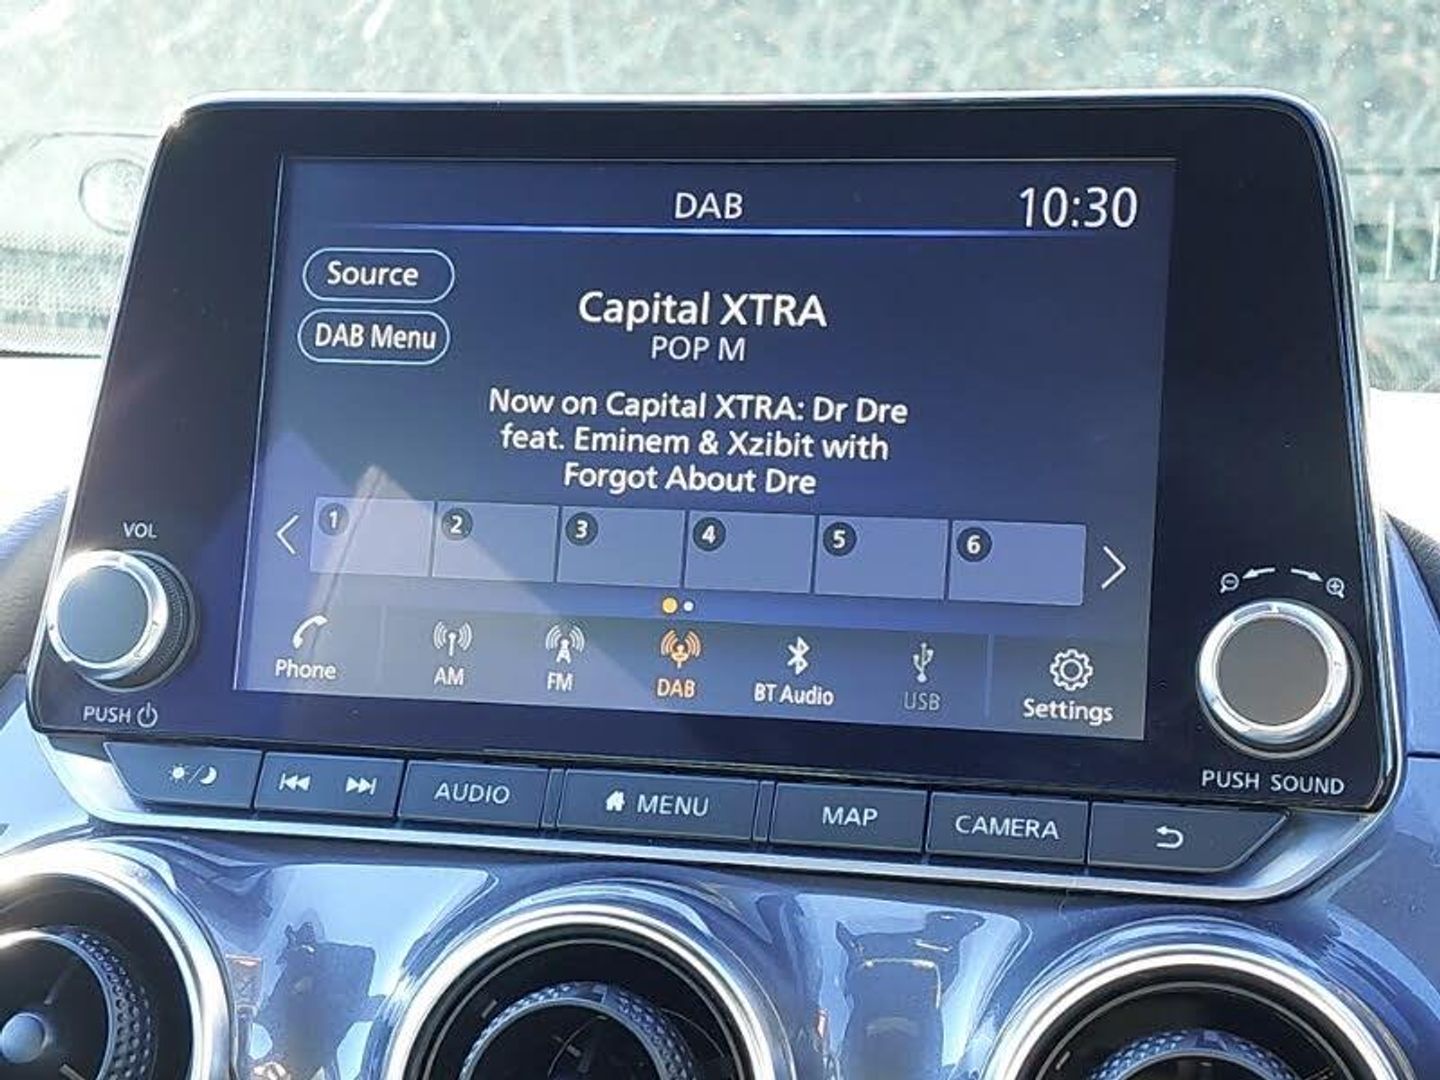 DAB
10:30
Source
DAB Menu
Capital XTRA
POP M
Now on Capital XTRA: Dr Dre
feat. Eminem & Xzibit with
Forgot About Dre
1 2 3 4 5 6
Phone AM FM DAB BT Audio USB Settings
VOL
PUSH
PUSH SOUND
AUDIO MENU MAP CAMERA